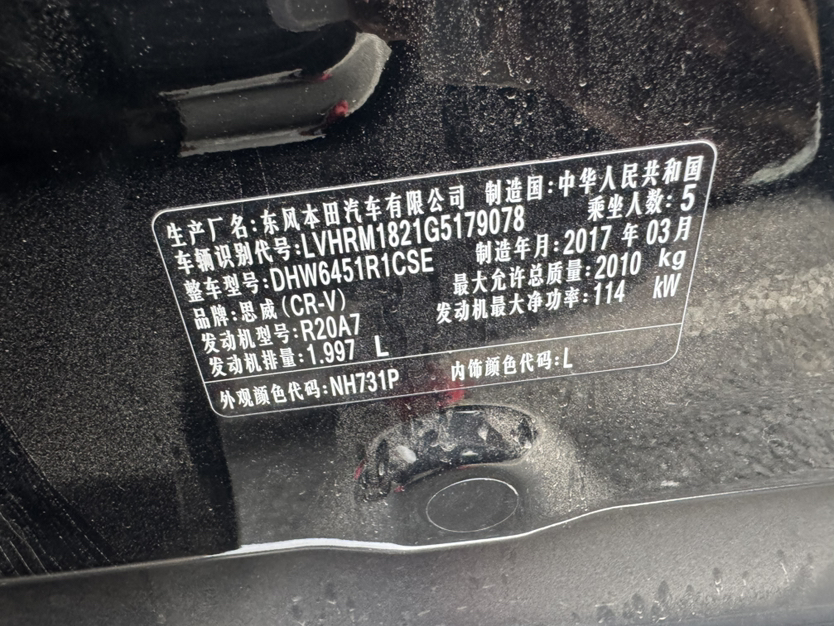 生产厂名:东风本田汽车有限公司 制造国:中华人民共和国
车辆识别代号:LVHRM1821G5179078 乘坐人数:5
整车型号:DHW6451R1CSE 制造年月:2017 年 03月
品牌:思威(CR-V) 最大允许总质量:2010 kg
发动机型号:R20A7 发动机最大净功率:114 kW
发动机排量:1.997 L
外观颜色代码:NH731P 内饰颜色代码:L